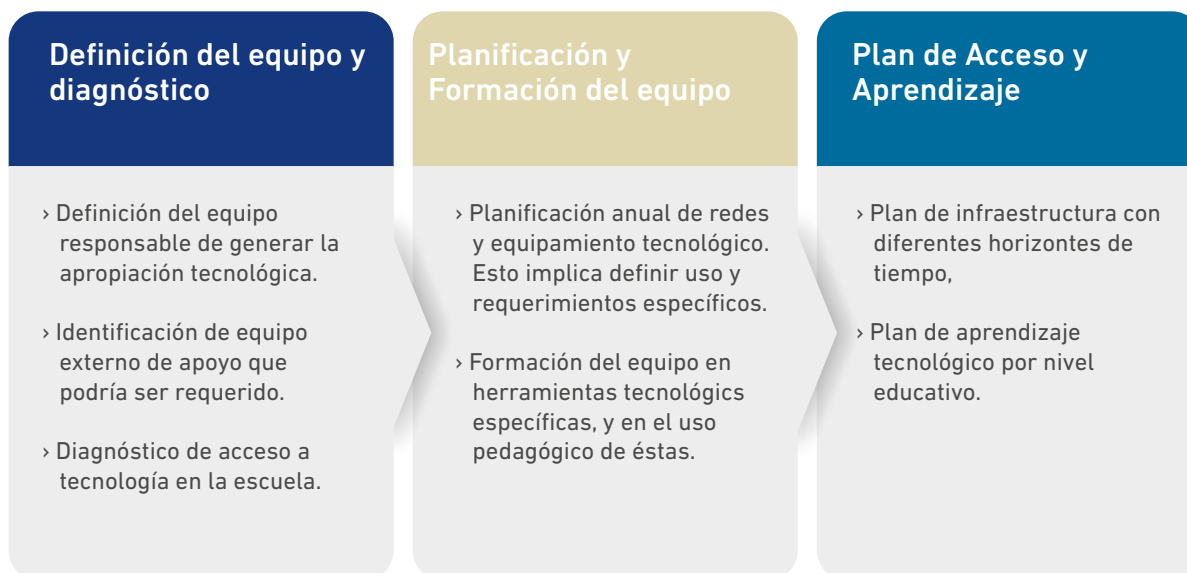 Definición del equipo y
diagnóstico
› Definición del equipo
responsable de generar la
apropiación tecnológica.
› Identificación de equipo
externo de apoyo que
podría ser requerido.
› Diagnóstico de acceso a
tecnología en la escuela.
Planificación y
Formación del equipo
› Planificación anual de redes
y equipamiento tecnológico.
Esto implica definir uso y
requerimientos específicos.
› Formación del equipo en
herramientas tecnológics
específicas, y en el uso
pedagógico de éstas.
Plan de Acceso y
Aprendizaje
› Plan de infraestructura con
diferentes horizontes de
tiempo,
› Plan de aprendizaje
tecnológico por nivel
educativo.